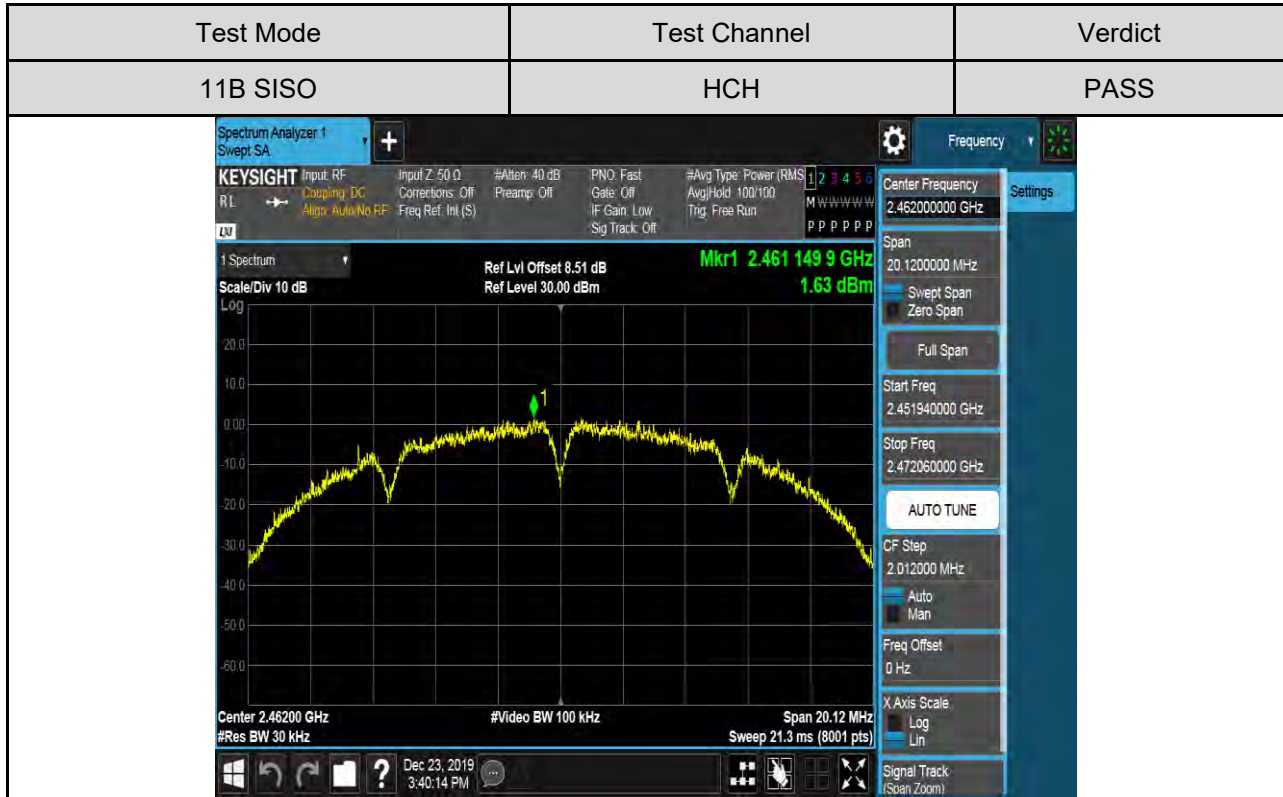 Test Mode Test Channel Verdict
11B SISO HCH PASS
Spectrum Analyzer 1
Swept SA
+
Frequency
KEYSIGHT
RL
LXI
Input: RF
Coupling: DC
Align: Auto/No RF
Input Z: 50 Ω
Corrections: Off
Freq Ref: Int (S)
#Atten: 40 dB
Preamp: Off
PNO: Fast
Gate: Off
IF Gain: Low
Sig Track: Off
#Avg Type: Power (RMS
Avg|Hold: 100/100
Trig: Free Run
1 2 3 4 5 6
M W W W W W
P P P P P P
1 Spectrum
Scale/Div 10 dB
Ref Lvl Offset 8.51 dB
Ref Level 30.00 dBm
Mkr1 2.461 149 9 GHz
1.63 dBm
Log
20.0
10.0
0.00
-10.0
-20.0
-30.0
-40.0
-50.0
-60.0
1
Center 2.46200 GHz
#Res BW 30 kHz
#Video BW 100 kHz
Span 20.12 MHz
Sweep 21.3 ms (8001 pts)
Center Frequency
2.462000000 GHz
Settings
Span
20.1200000 MHz
Swept Span
Zero Span
Full Span
Start Freq
2.451940000 GHz
Stop Freq
2.472060000 GHz
AUTO TUNE
CF Step
2.012000 MHz
Auto
Man
Freq Offset
0 Hz
X Axis Scale
Log
Lin
Signal Track
(Span Zoom)
?
Dec 23, 2019
3:40:14 PM